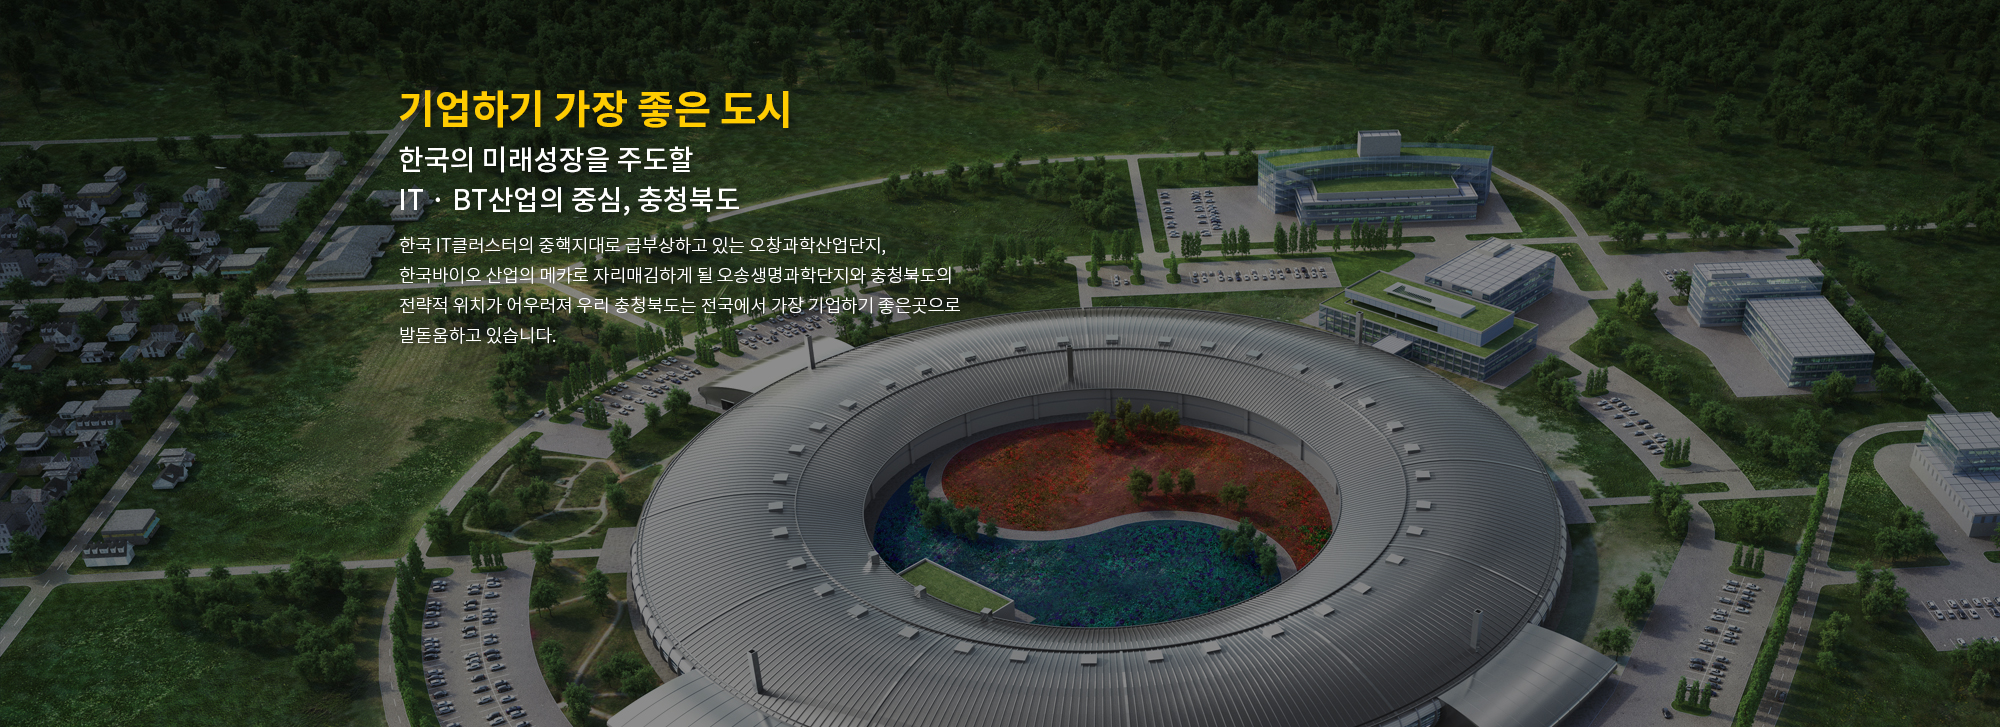 기업하기 가장 좋은 도시
한국의 미래성장을 주도할
IT · BT산업의 중심, 충청북도
한국 IT클러스터의 중핵지대로 급부상하고 있는 오창과학산업단지,
한국바이오 산업의 메카로 자리매김하게 될 오송생명과학단지와 충청북도의
전략적 위치가 어우러져 우리 충청북도는 전국에서 가장 기업하기 좋은곳으로
발돋움하고 있습니다.